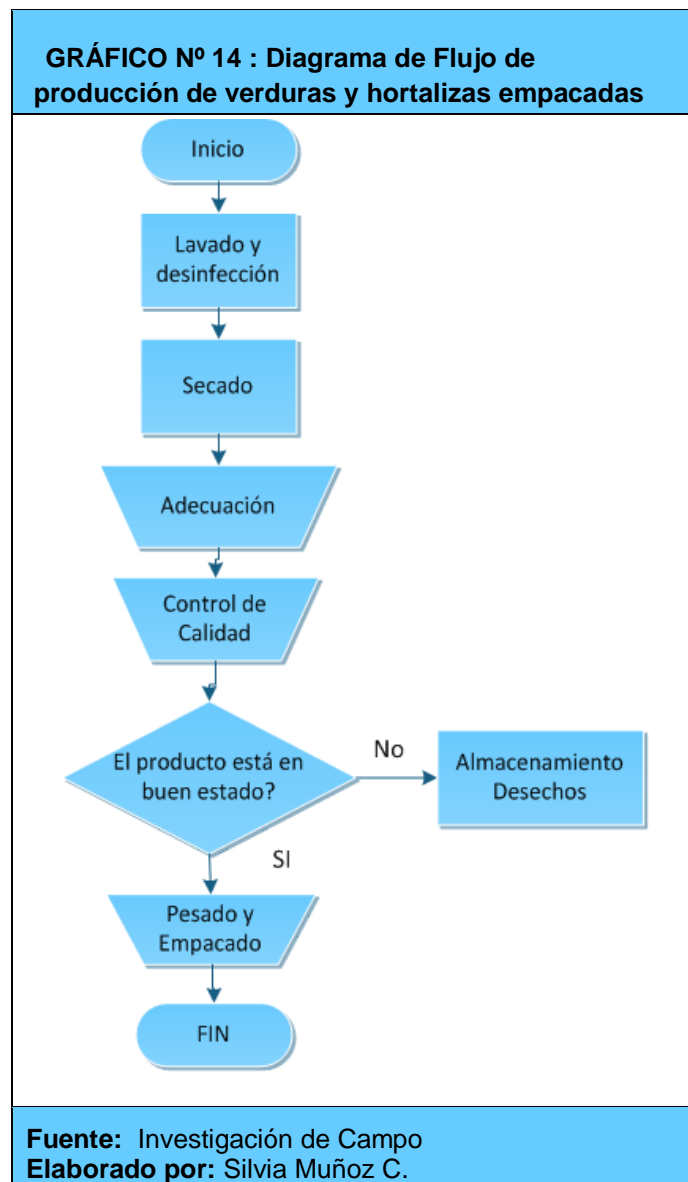 GRÁFICO Nº 14 : Diagrama de Flujo de
producción de verduras y hortalizas empacadas
Inicio
Lavado y
desinfección
Secado
Adecuación
Control de
Calidad
El producto está en
buen estado?
No
Almacenamiento
Desechos
SI
Pesado y
Empacado
FIN
Fuente: Investigación de Campo
Elaborado por: Silvia Muñoz C.